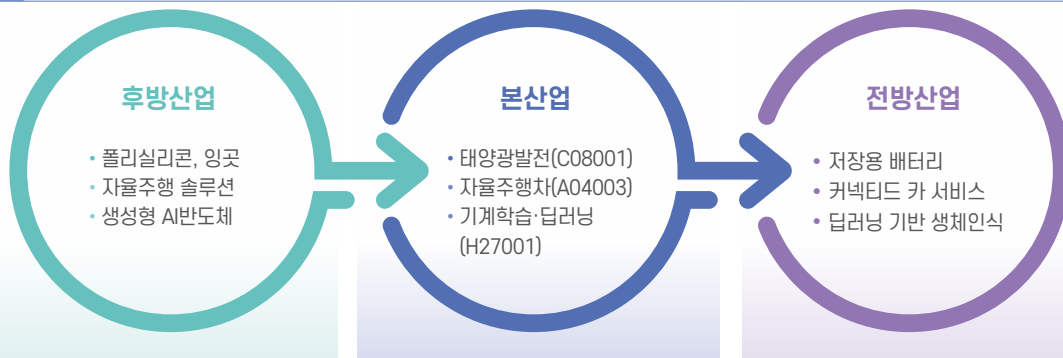 후방산업
• 폴리실리콘, 잉곳
• 자율주행 솔루션
• 생성형 AI반도체
본산업
• 태양광발전(C08001)
• 자율주행차(A04003)
• 기계학습·딥러닝
(H27001)
전방산업
• 저장용 배터리
• 커넥티드 카 서비스
• 딥러닝 기반 생체인식